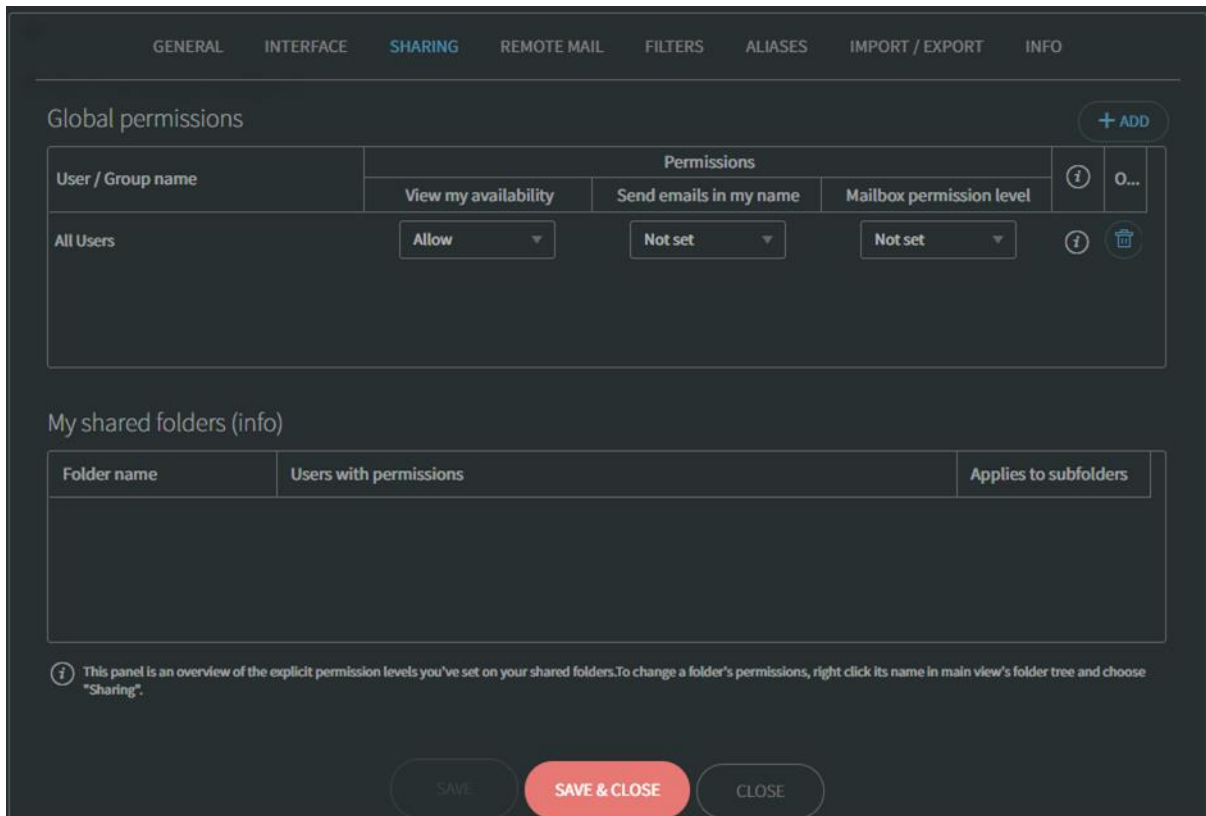 GENERAL INTERFACE SHARING REMOTE MAIL FILTERS ALIASES IMPORT / EXPORT INFO
Global permissions
+ ADD
User / Group name
Permissions
i
O...
View my availability
Send emails in my name
Mailbox permission level
All Users
Allow
Not set
Not set
i
My shared folders (info)
Folder name
Users with permissions
Applies to subfolders
i
This panel is an overview of the explicit permission levels you've set on your shared folders.To change a folder's permissions, right click its name in main view's folder tree and choose
"Sharing".
SAVE
SAVE & CLOSE
CLOSE